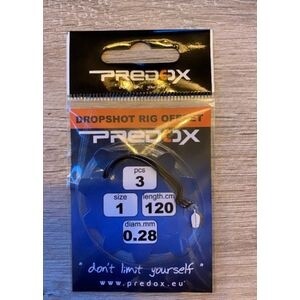 PREDOX
DROPSHOT RIG OFFSET
PREDOX
pcs
3
size
1
length.cm
120
diam.mm
0.28
"don't limit yourself"
www.predox.eu